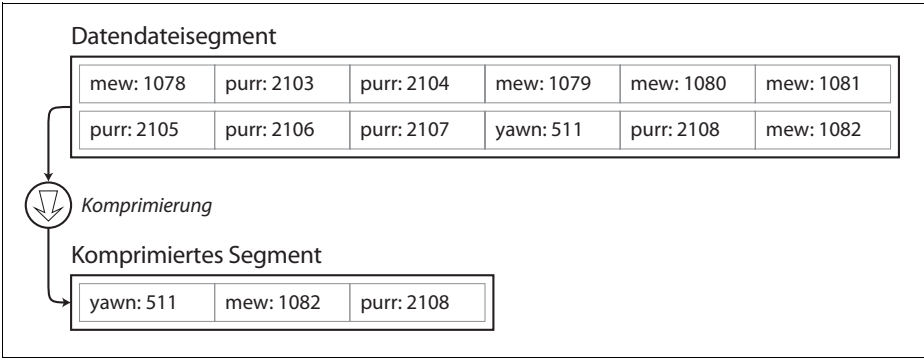 Datendateisegment
mew: 1078 purr: 2103 purr: 2104 mew: 1079 mew: 1080 mew: 1081
purr: 2105 purr: 2106 purr: 2107 yawn: 511 purr: 2108 mew: 1082
Komprimierung
Komprimiertes Segment
yawn: 511 mew: 1082 purr: 2108